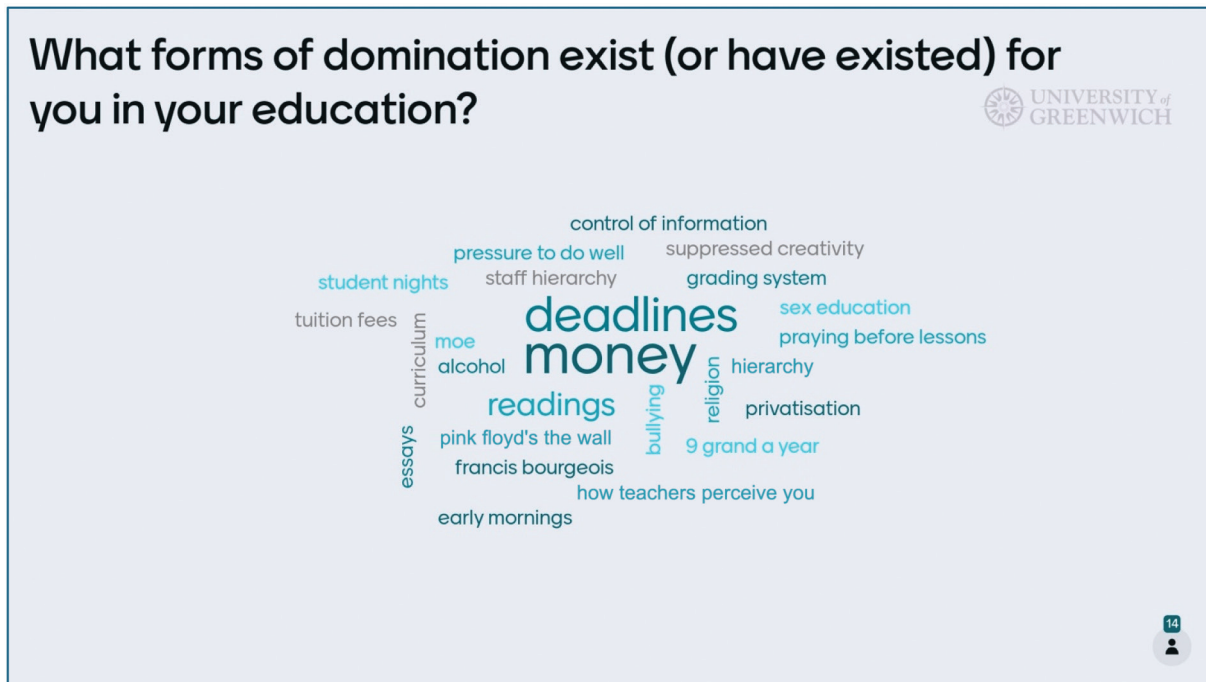 What forms of domination exist (or have existed) for
you in your education?
UNIVERSITY of
GREENWICH
control of information
pressure to do well
suppressed creativity
student nights
staff hierarchy
grading system
deadlines
sex education
tuition fees
curriculum
moe
praying before lessons
alcohol
money
religion
hierarchy
readings
bullying
privatisation
essays
pink floyd's the wall
9 grand a year
francis bourgeois
how teachers perceive you
early mornings
14